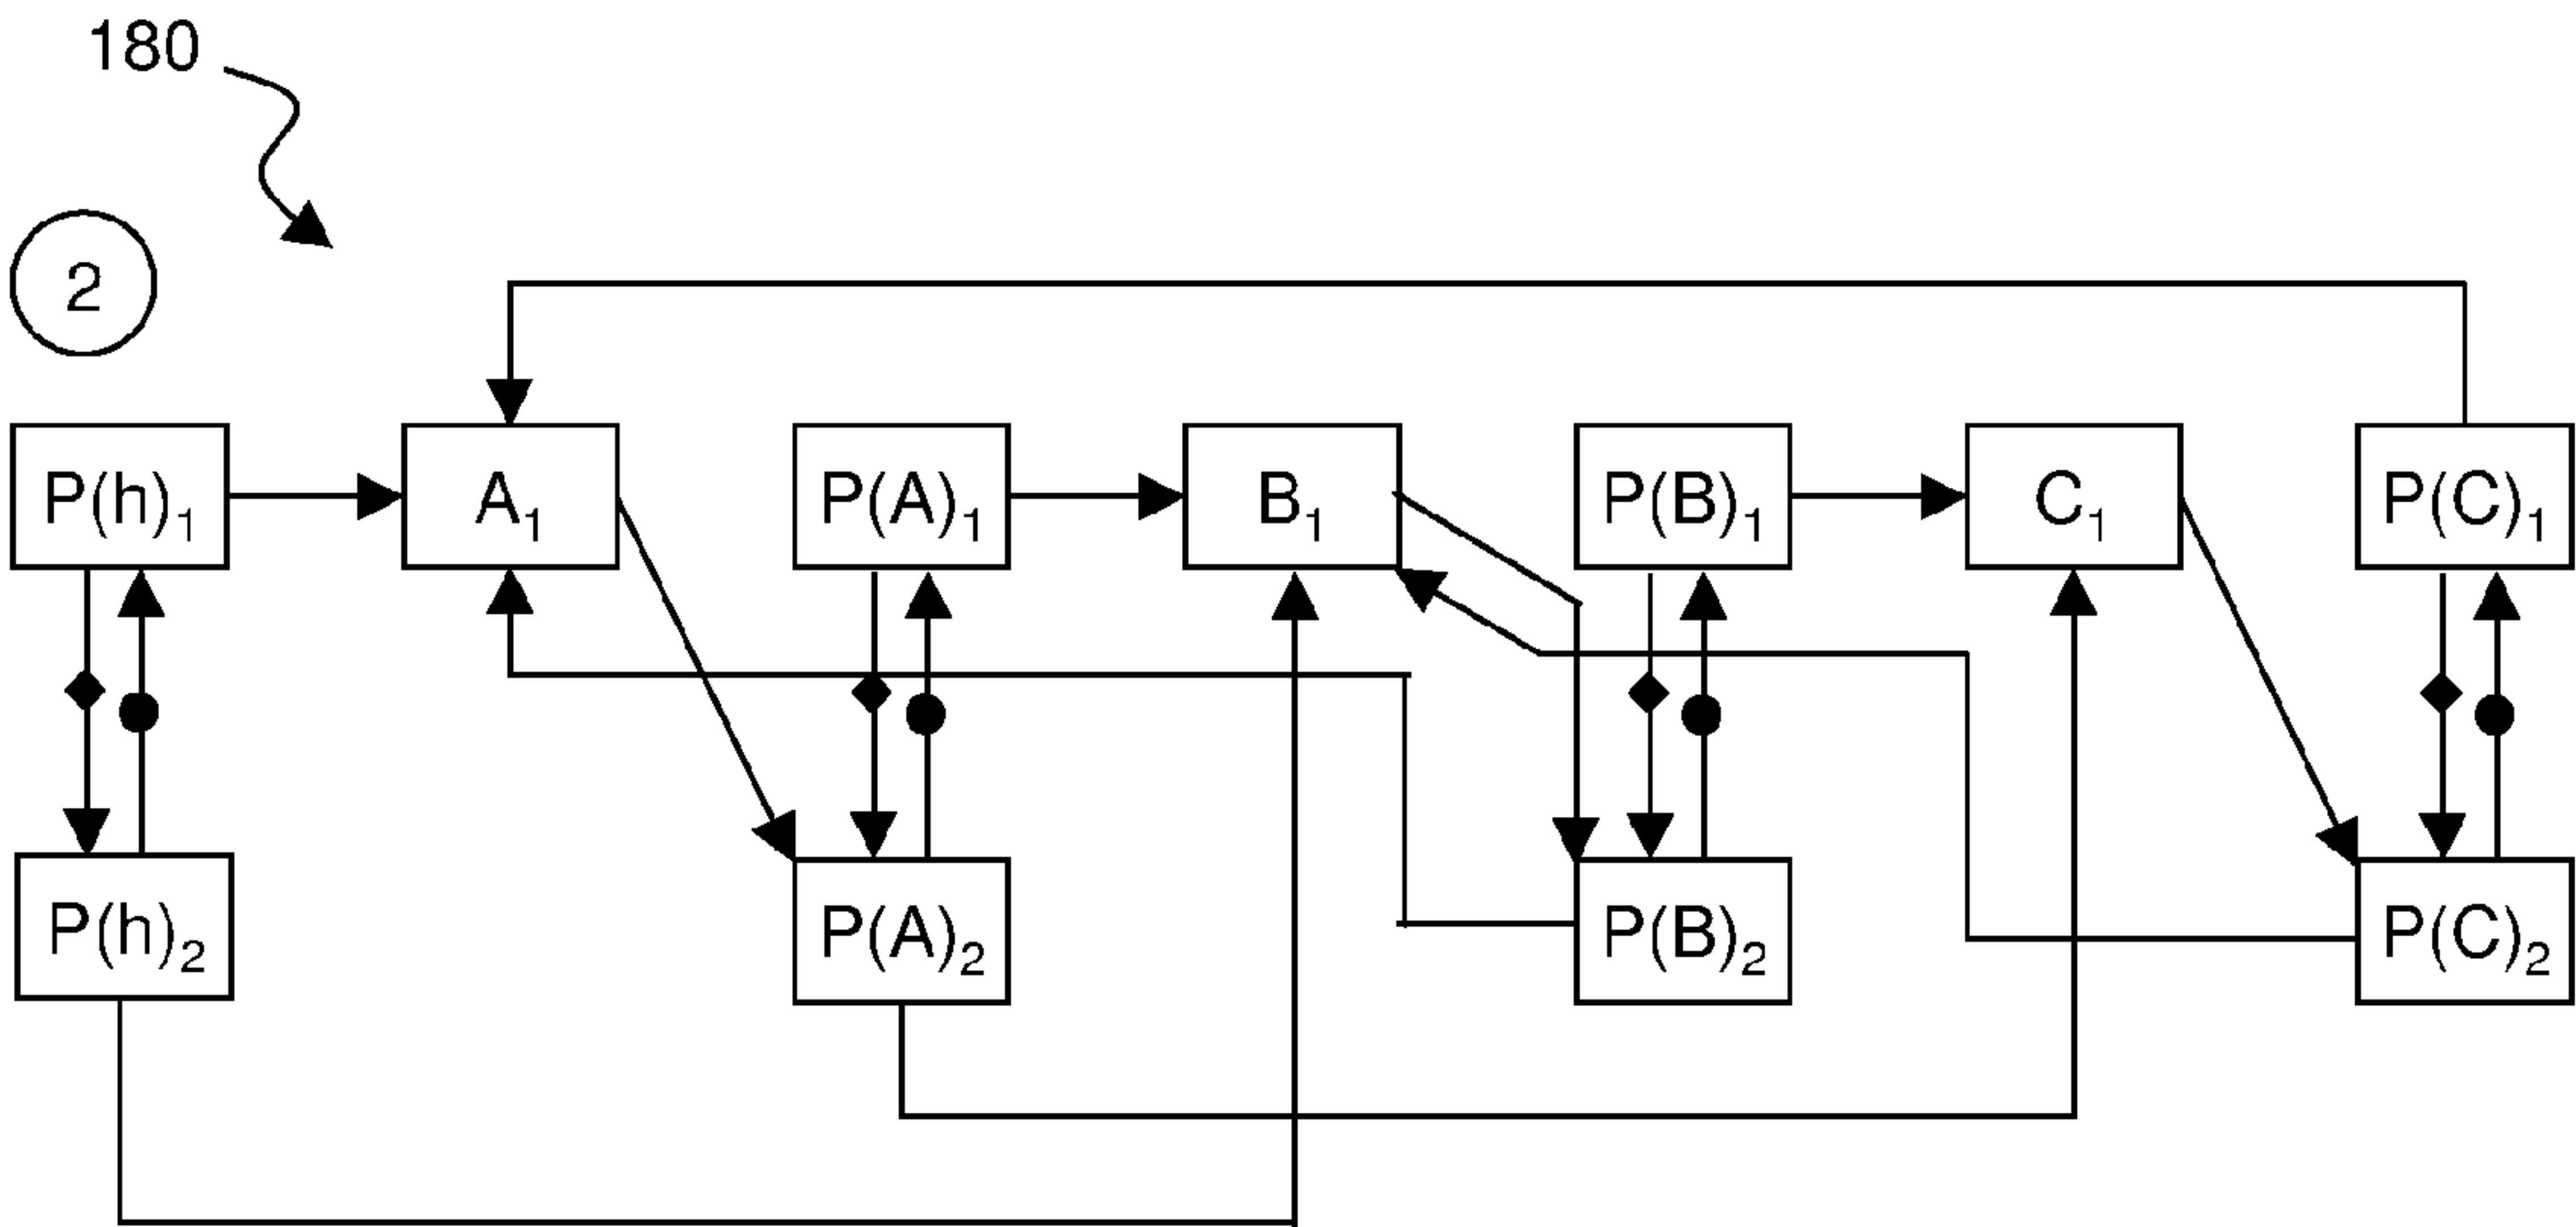 180
2
P(h)₁ A₁ P(A)₁ B₁ P(B)₁ C₁ P(C)₁
P(h)₂ P(A)₂ P(B)₂ P(C)₂